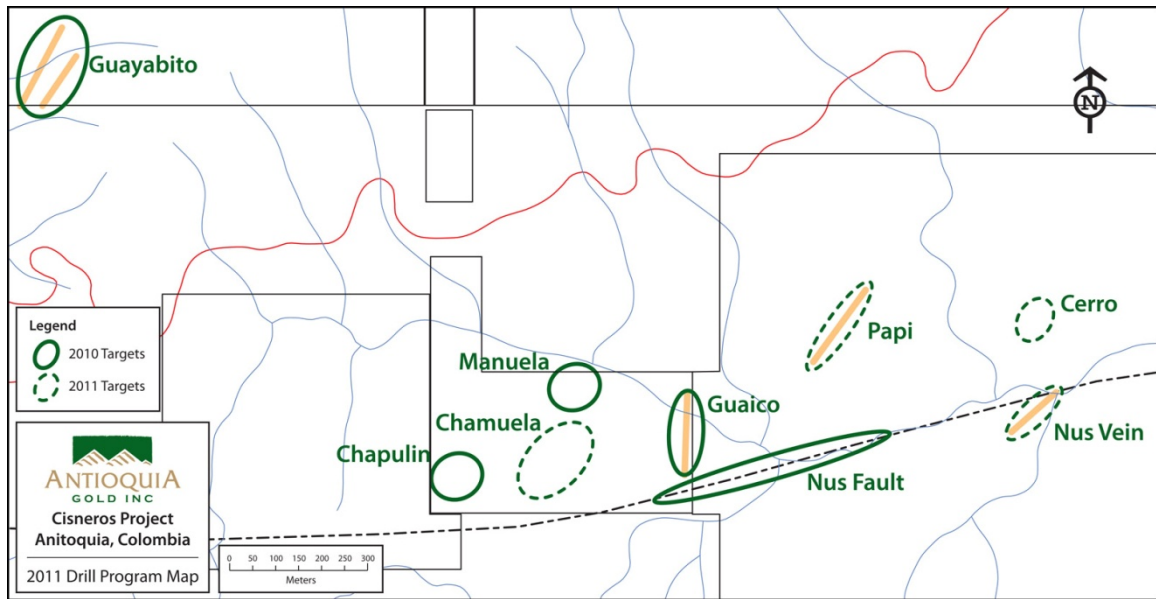 Guayabito
N
Cerro
Papi
Manuela
Guaico
Chamuela
Nus Vein
Chapulin
Nus Fault
Legend
2010 Targets
2011 Targets
ANTIOQUIA
GOLD INC
Cisneros Project
Anitoquia, Colombia
2011 Drill Program Map
0 50 100 150 200 250 300
Meters